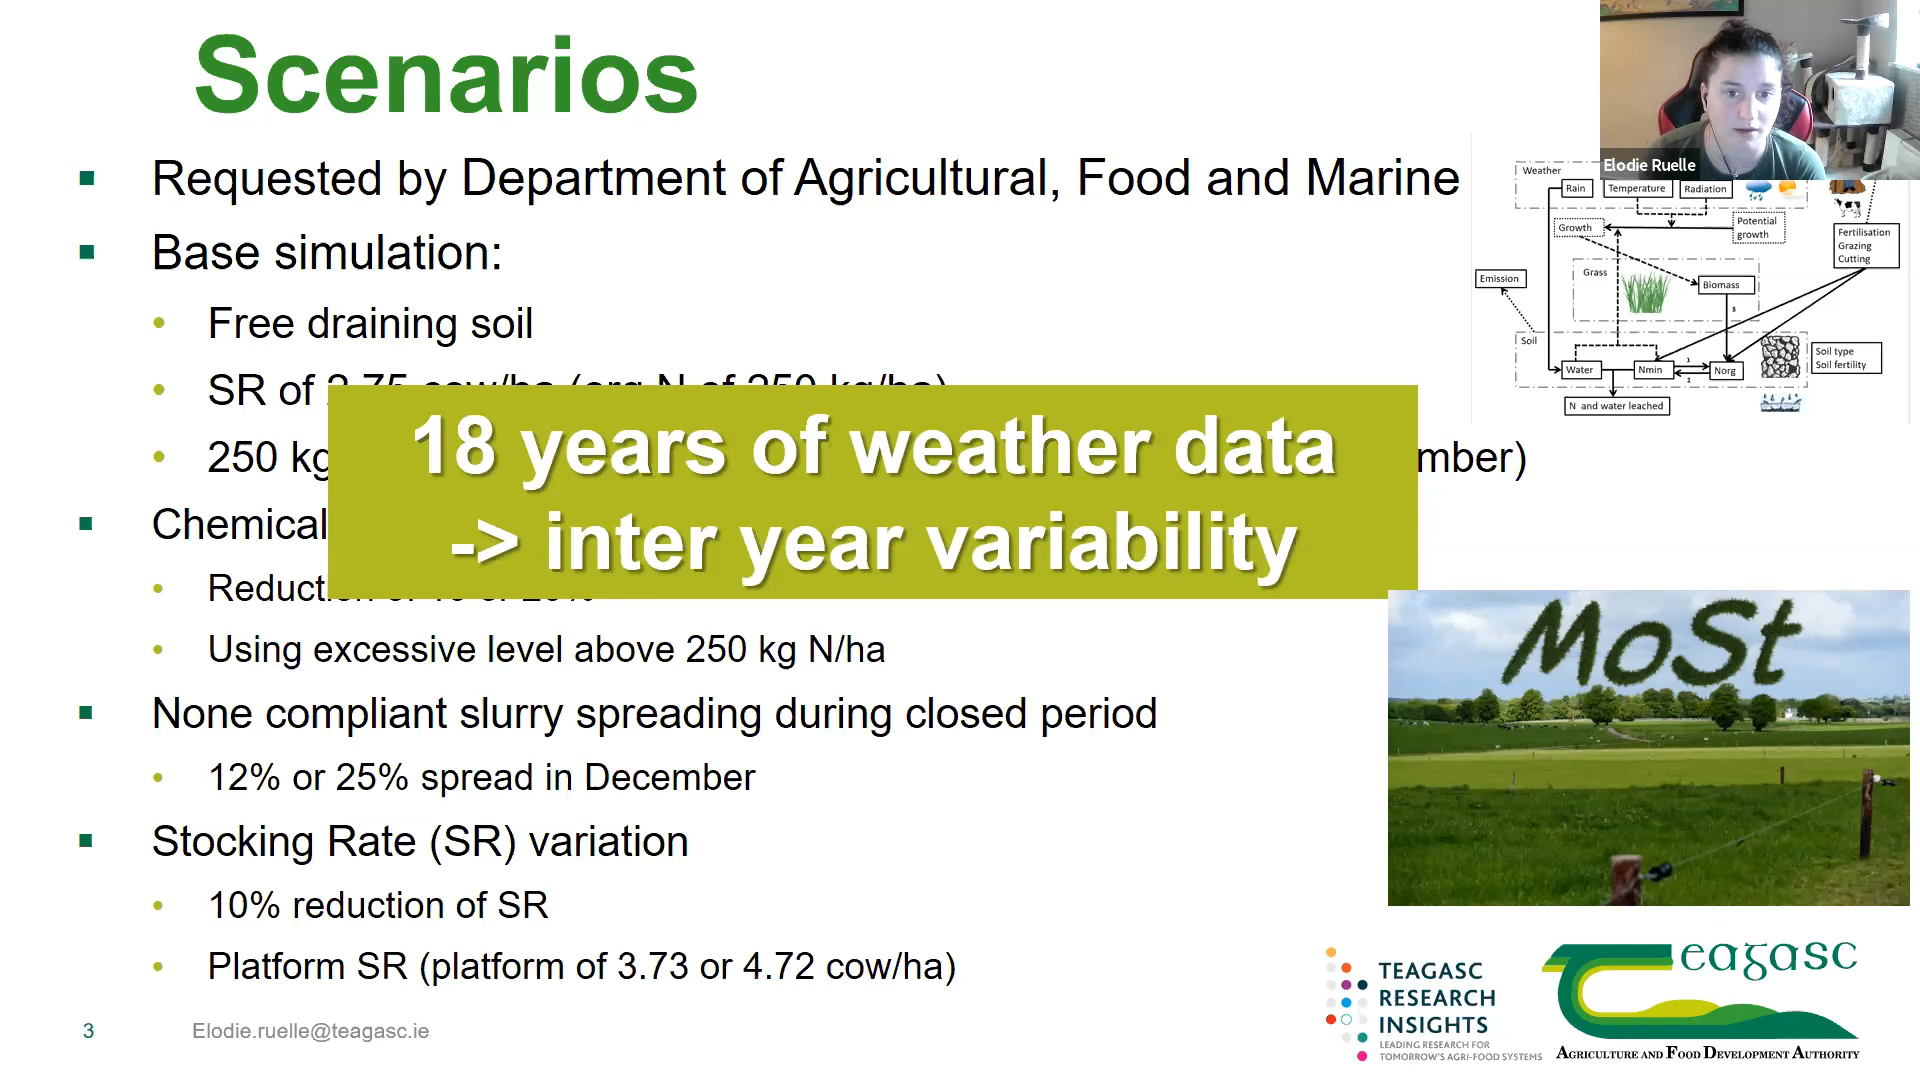 Scenarios
Requested by Department of Agricultural, Food and Marine
Base simulation:
Free draining soil
SR of 2.75 cow/ha (org N of 250 kg/ha)
250 kg
mber)
18 years of weather data
-> inter year variability
Chemical
Reduct
Using excessive level above 250 kg N/ha
None compliant slurry spreading during closed period
12% or 25% spread in December
Stocking Rate (SR) variation
10% reduction of SR
Platform SR (platform of 3.73 or 4.72 cow/ha)
3
Elodie.ruelle@teagasc.ie
Elodie Ruelle
Weather
Rain
Temperature
Radiation
Growth
Potential
growth
Fertilisation
Grazing
Cutting
Emission
Grass
Biomass
3
Soil
Water
Nmin
1
2
Norg
Soil type
Soil fertility
N and water leached
MoSt
TEAGASC
RESEARCH
INSIGHTS
LEADING RESEARCH FOR
TOMORROW'S AGRI-FOOD SYSTEMS
eagasc
AGRICULTURE AND FOOD DEVELOPMENT AUTHORITY